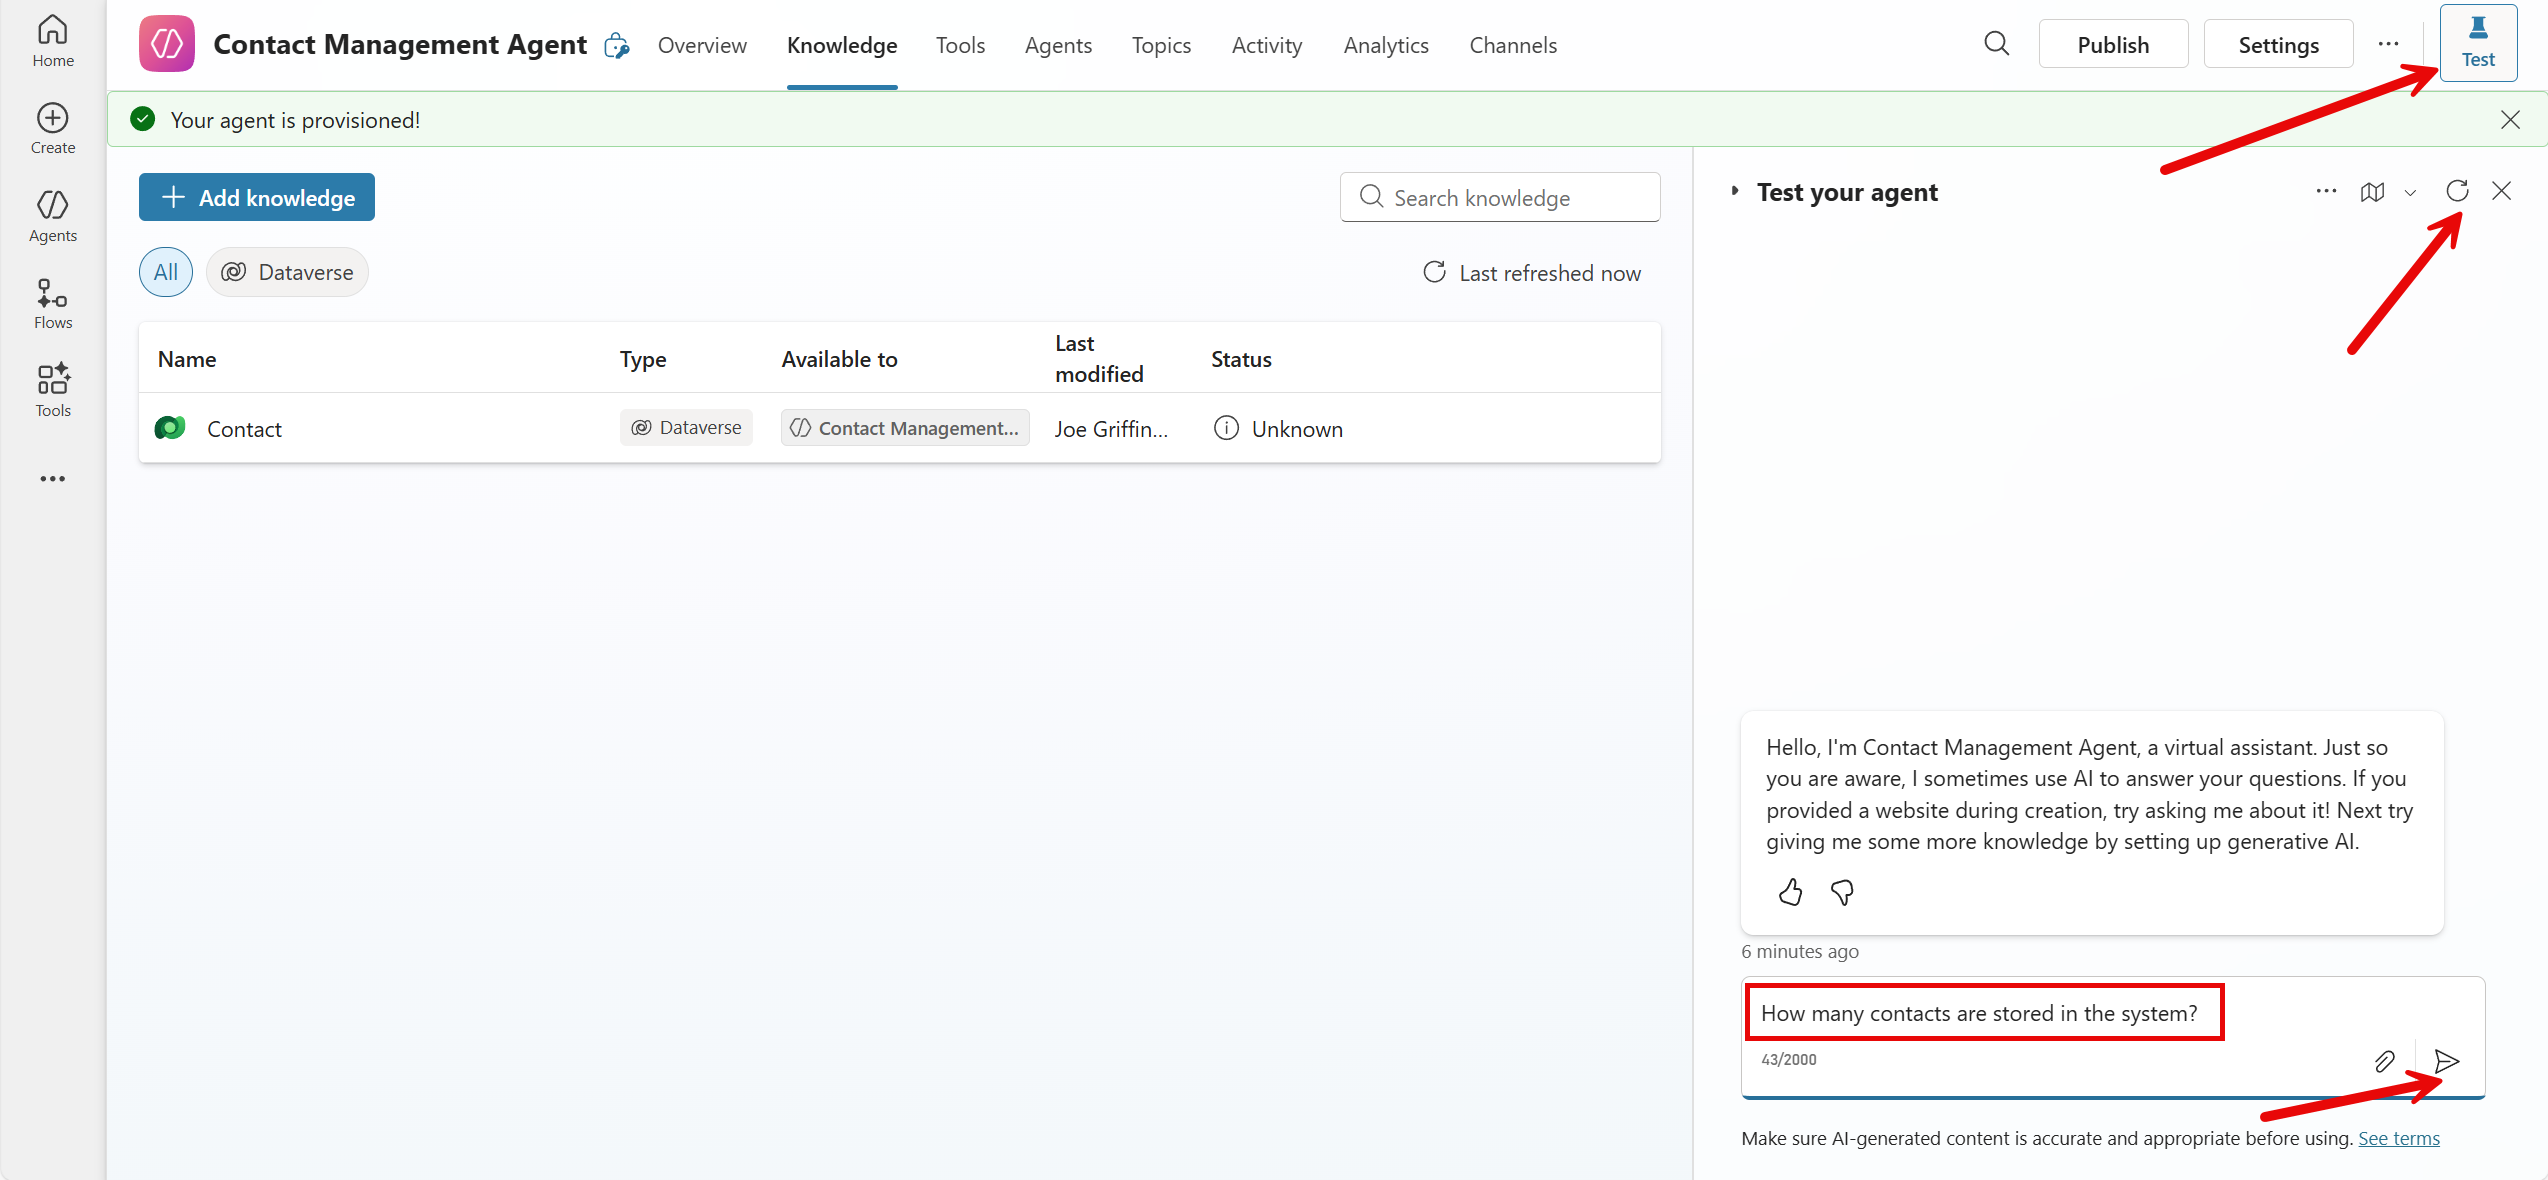 Home
Create
Agents
Flows
Tools
Contact Management Agent
Overview
Knowledge
Tools
Agents
Topics
Activity
Analytics
Channels
Publish
Settings
Test
Your agent is provisioned!
Add knowledge
Search knowledge
All
Dataverse
Last refreshed now
Name
Type
Available to
Last
modified
Status
Contact
Dataverse
Contact Management...
Joe Griffin...
Unknown
Test your agent
Hello, I'm Contact Management Agent, a virtual assistant. Just so
you are aware, I sometimes use AI to answer your questions. If you
provided a website during creation, try asking me about it! Next try
giving me some more knowledge by setting up generative AI.
6 minutes ago
How many contacts are stored in the system?
43/2000
Make sure AI-generated content is accurate and appropriate before using. See terms